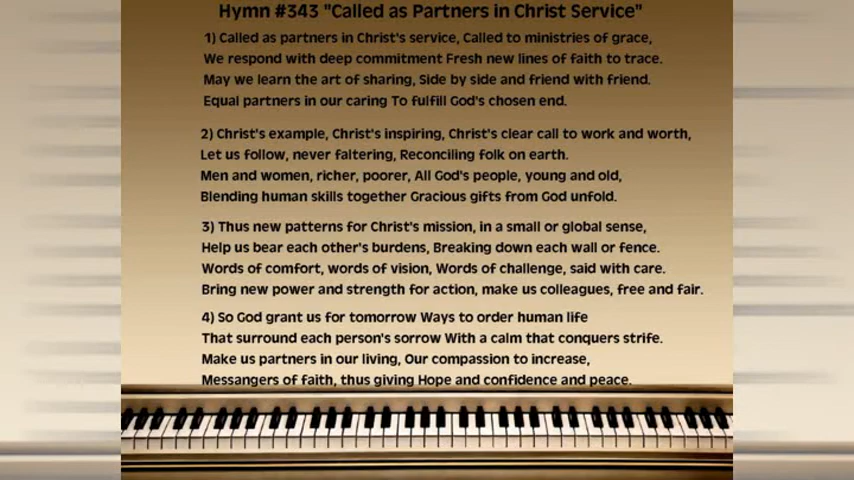 Hymn #343 "Called as Partners in Christ Service"
1) Called as partners in Christ's service, Called to ministries of grace,
We respond with deep commitment Fresh new lines of faith to trace.
May we learn the art of sharing, Side by side and friend with friend.
Equal partners in our caring To fulfill God's chosen end.
2) Christ's example, Christ's inspiring, Christ's clear call to work and worth,
Let us follow, never faltering, Reconciling folk on earth.
Men and women, richer, poorer, All God's people, young and old,
Blending human skills together Gracious gifts from God unfold.
3) Thus new patterns for Christ's mission, in a small or global sense,
Help us bear each other's burdens, Breaking down each wall or fence.
Words of comfort, words of vision, Words of challenge, said with care.
Bring new power and strength for action, make us colleagues, free and fair.
4) So God grant us for tomorrow Ways to order human life
That surround each person's sorrow With a calm that conquers strife.
Make us partners in our living, Our compassion to increase,
Messangers of faith, thus giving Hope and confidence and peace.